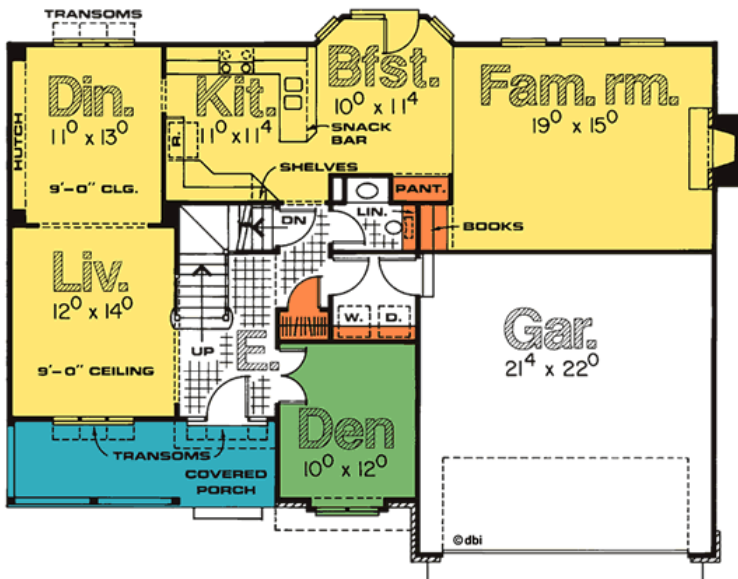 TRANSOMS
Din.
11⁰ x 13⁰
HUTCH
9'-0" CLG.
Kit.
11⁰ x 11⁴
R.
SNACK
BAR
SHELVES
Bfst.
10⁰ x 11⁴
Fam. rm.
19⁰ x 15⁰
PANT.
LIN.
DN
BOOKS
Liv.
12⁰ x 14⁰
9'-0" CEILING
UP
E.
W.
D.
Gar.
21⁴ x 22⁰
Den
10⁰ x 12⁰
TRANSOMS
COVERED
PORCH
©dbi